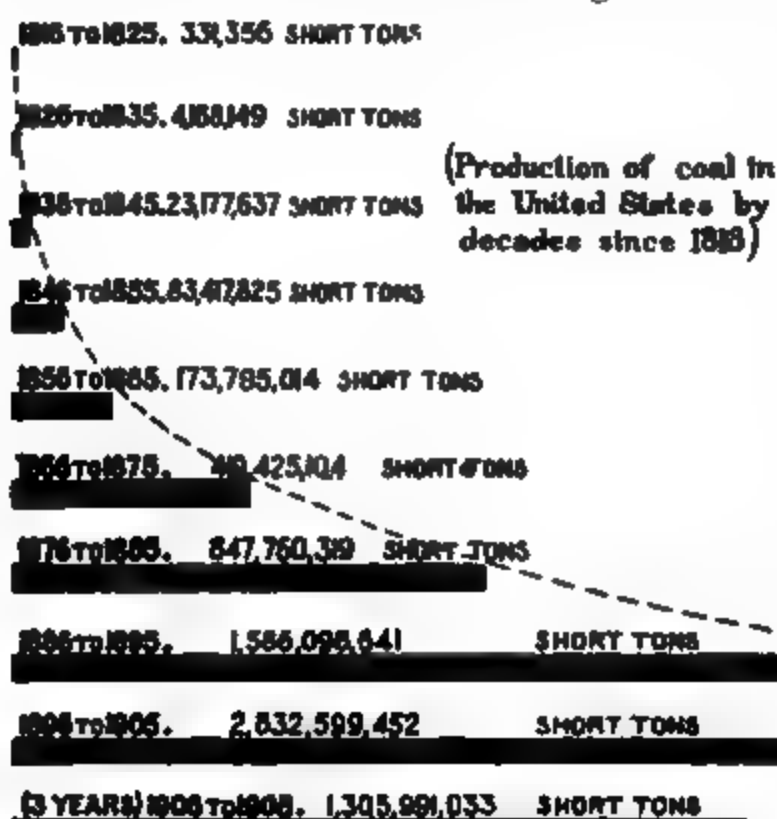 1816 TO 1825. 331,356 SHORT TONS
1826 TO 1835. 4,168,149 SHORT TONS
(Production of coal in
the United States by
decades since 1816)
1836 TO 1845. 23,177,637 SHORT TONS
1846 TO 1855. 83,417,825 SHORT TONS
1856 TO 1865. 173,795,014 SHORT TONS
1866 TO 1875. 419,425,104 SHORT TONS
1876 TO 1885. 847,760,319 SHORT TONS
1886 TO 1895. 1,586,098,641 SHORT TONS
1896 TO 1905. 2,832,599,452 SHORT TONS
(3 YEARS) 1906 TO 1908. 1,305,991,033 SHORT TONS